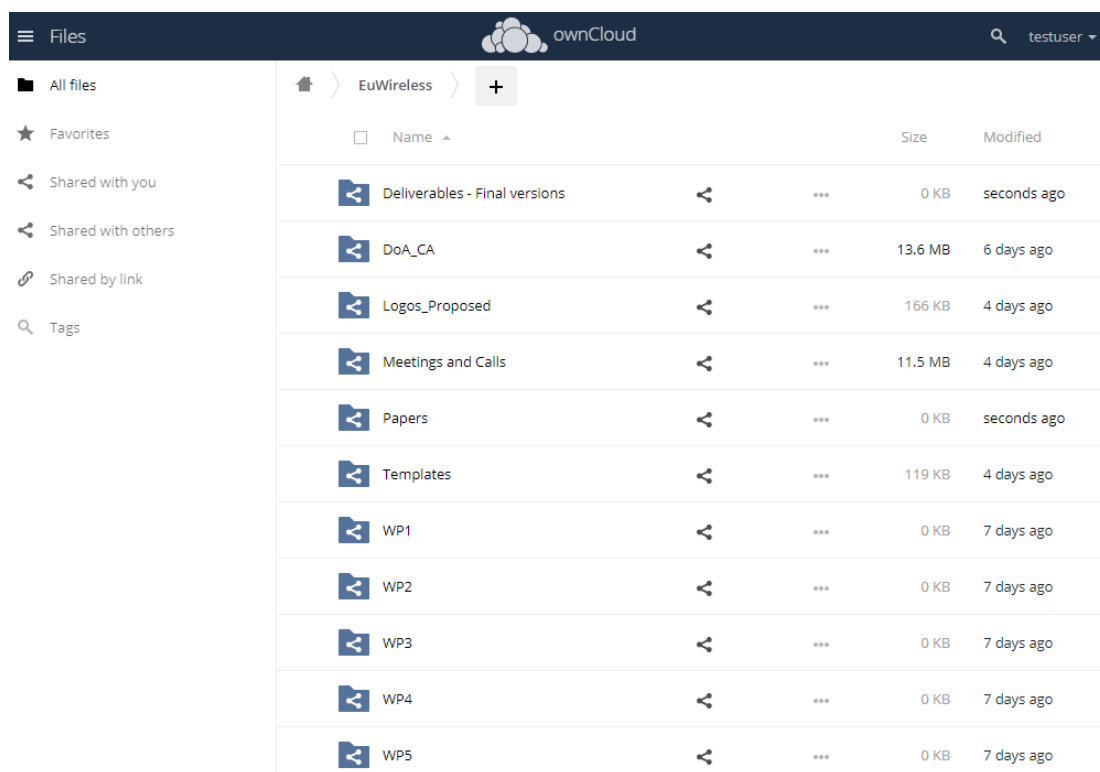 Files ownCloud testuser
All files
EuWireless +
Name Size Modified
Favorites
Shared with you
Shared with others
Shared by link
Tags
Deliverables - Final versions 0 KB seconds ago
DoA_CA 13.6 MB 6 days ago
Logos_Proposed 166 KB 4 days ago
Meetings and Calls 11.5 MB 4 days ago
Papers 0 KB seconds ago
Templates 119 KB 4 days ago
WP1 0 KB 7 days ago
WP2 0 KB 7 days ago
WP3 0 KB 7 days ago
WP4 0 KB 7 days ago
WP5 0 KB 7 days ago